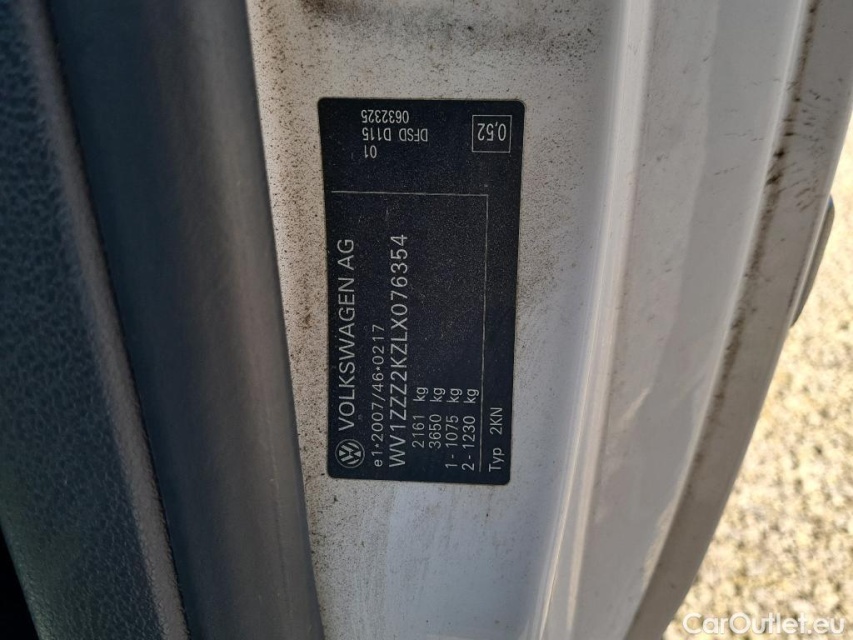 VOLKSWAGEN AG
e1*2007/46*0217
WV1ZZZ2KZLX076354
2161 kg
3650 kg
1 - 1075 kg
2 - 1230 kg
Typ 2KN
01
DFSD D115
0632325
0,52
CarOutlet.eu